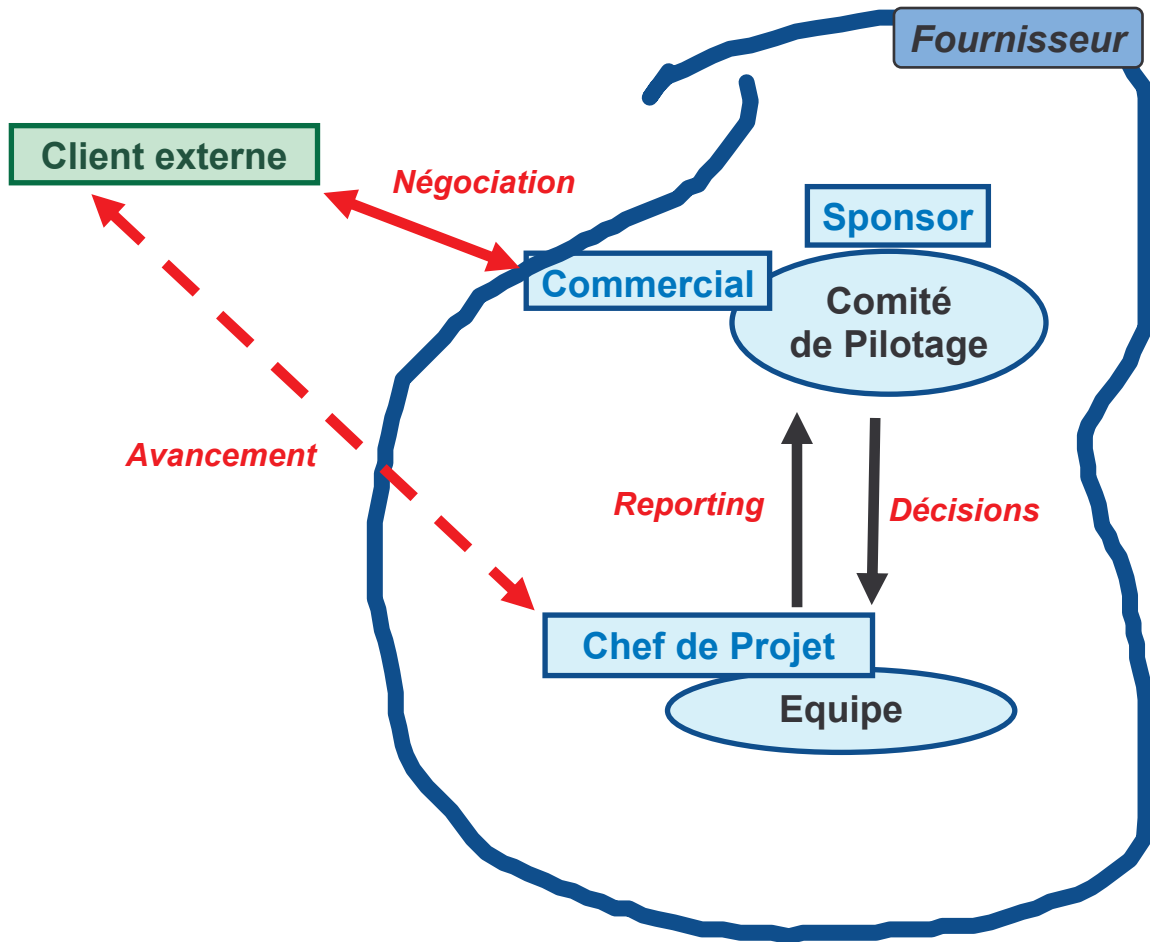 Fournisseur
Client externe
Négociation
Sponsor
Commercial
Comité
de Pilotage
Avancement
Reporting
Décisions
Chef de Projet
Equipe